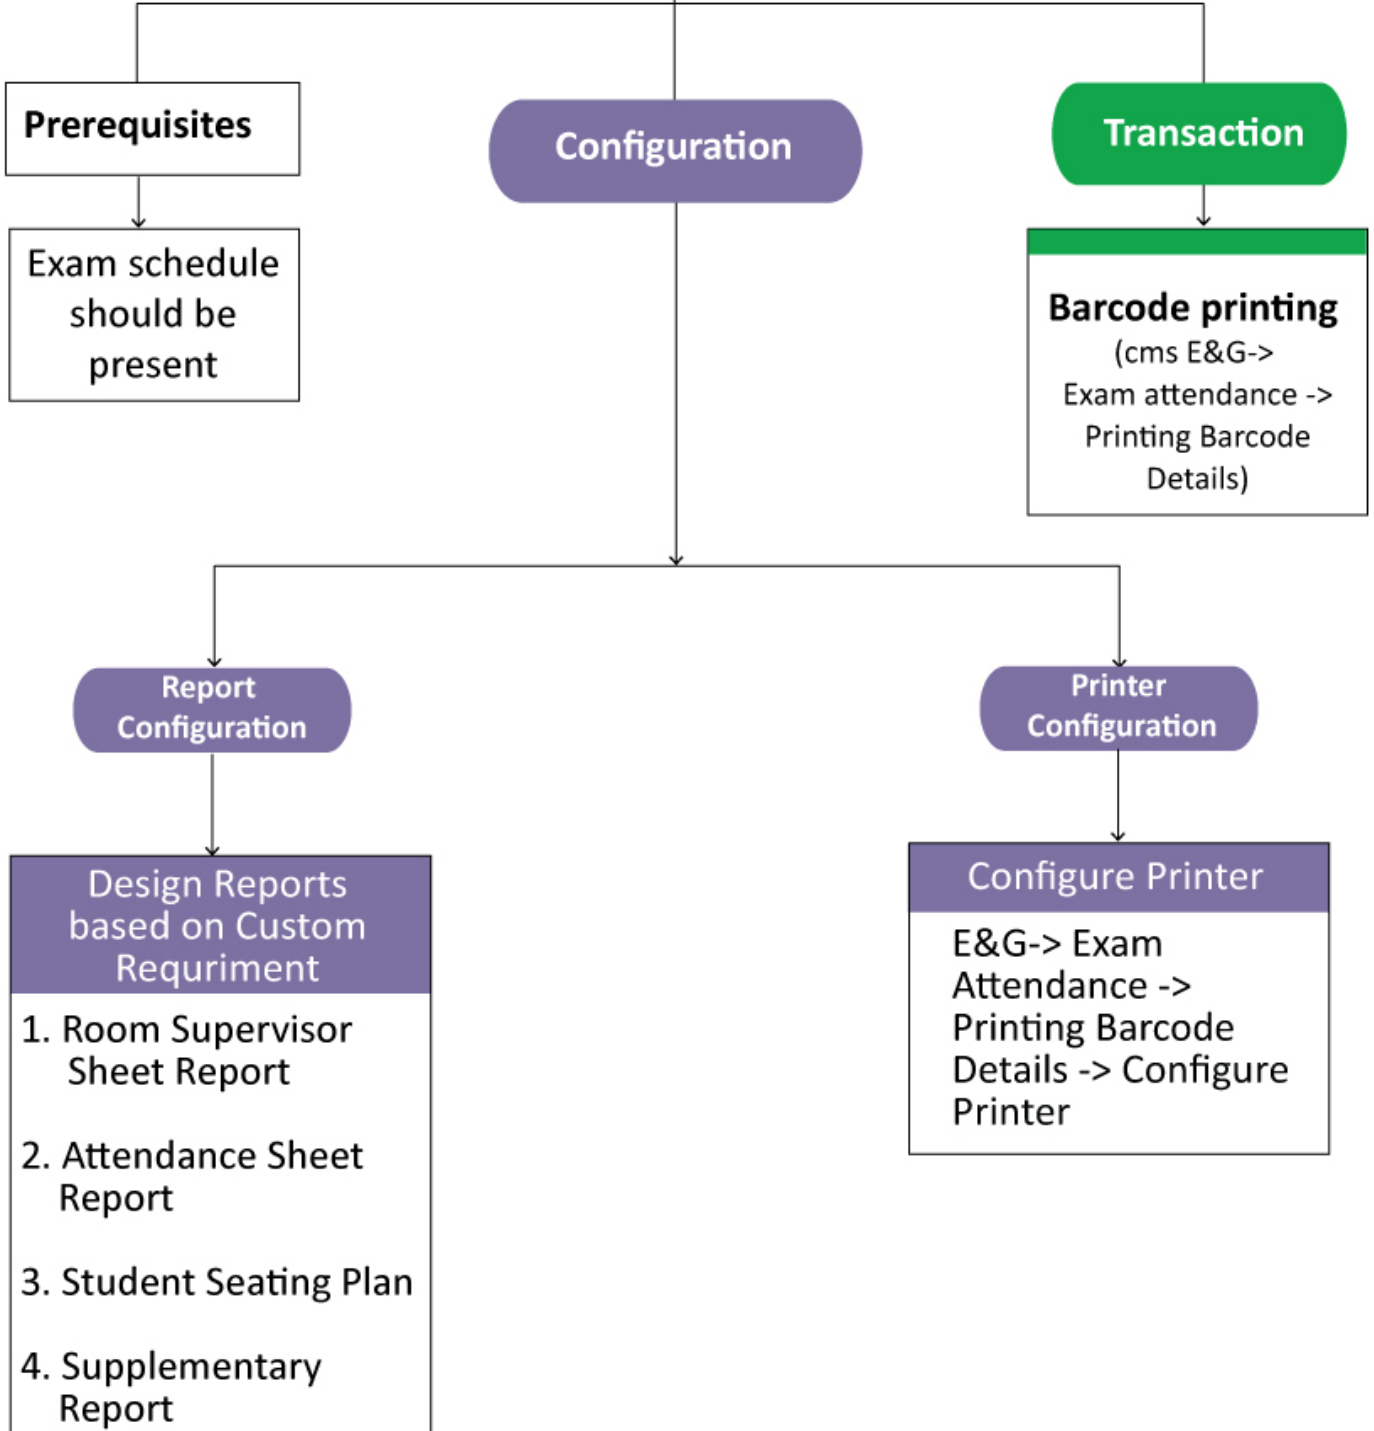 Prerequisites
Configuration
Transaction
Exam schedule
should be
present
Barcode printing
(cms E&G->
Exam attendance ->
Printing Barcode
Details)
Report
Configuration
Printer
Configuration
Design Reports
based on Custom
Requriment
1. Room Supervisor
Sheet Report
2. Attendance Sheet
Report
3. Student Seating Plan
4. Supplementary
Report
Configure Printer
E&G-> Exam
Attendance ->
Printing Barcode
Details -> Configure
Printer